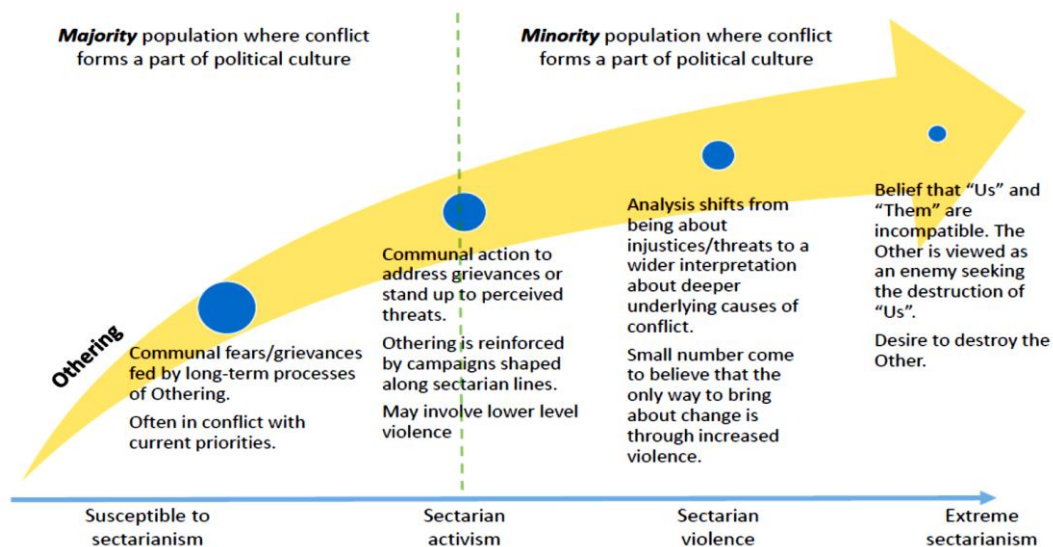 Majority population where conflict
forms a part of political culture
Minority population where conflict
forms a part of political culture
Othering
Communal fears/grievances
fed by long-term processes
of Othering.
Often in conflict with
current priorities.
Communal action to
address grievances or
stand up to perceived
threats.
Othering is reinforced
by campaigns shaped
along sectarian lines.
May involve lower level
violence
Analysis shifts from
being about
injustices/threats to a
wider interpretation
about deeper
underlying causes of
conflict.
Small number come
to believe that the
only way to bring
about change is
through increased
violence.
Belief that “Us” and
“Them” are
incompatible. The
Other is viewed as
an enemy seeking
the destruction of
“Us”.
Desire to destroy the
Other.
Susceptible to
sectarianism
Sectarian
activism
Sectarian
violence
Extreme
sectarianism